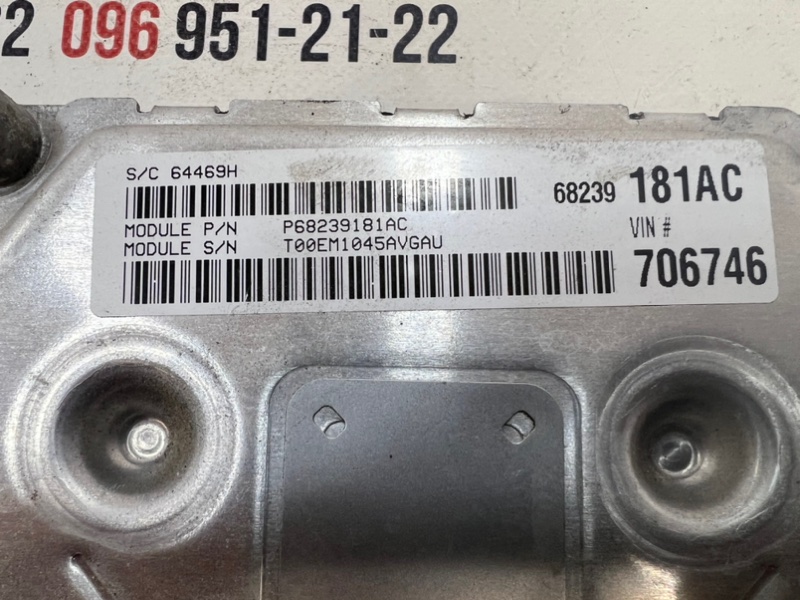 2 096 951-21-22
S/C 64469H
68239 181AC
MODULE P/N P68239181AC
MODULE S/N T00EM1045AVGAU
VIN #
706746